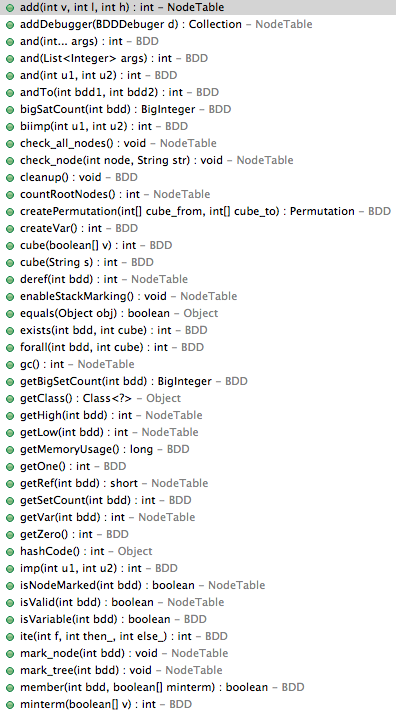 add(int v, int l, int h) : int - NodeTable
addDebugger(BDDDebuger d) : Collection - NodeTable
and(int... args) : int - BDD
and(List<Integer> args) : int - BDD
and(int u1, int u2) : int - BDD
andTo(int bdd1, int bdd2) : int - BDD
bigSatCount(int bdd) : BigInteger - BDD
biimp(int u1, int u2) : int - BDD
check_all_nodes() : void - NodeTable
check_node(int node, String str) : void - NodeTable
cleanup() : void - BDD
countRootNodes() : int - NodeTable
createPermutation(int[] cube_from, int[] cube_to) : Permutation - BDD
createVar() : int - BDD
cube(boolean[] v) : int - BDD
cube(String s) : int - BDD
deref(int bdd) : int - NodeTable
enableStackMarking() : void - NodeTable
equals(Object obj) : boolean - Object
exists(int bdd, int cube) : int - BDD
forall(int bdd, int cube) : int - BDD
gc() : int - NodeTable
getBigSetCount(int bdd) : BigInteger - BDD
getClass() : Class<?> - Object
getHigh(int bdd) : int - NodeTable
getLow(int bdd) : int - NodeTable
getMemoryUsage() : long - BDD
getOne() : int - BDD
getRef(int bdd) : short - NodeTable
getSetCount(int bdd) : int - BDD
getVar(int bdd) : int - NodeTable
getZero() : int - BDD
hashCode() : int - Object
imp(int u1, int u2) : int - BDD
isNodeMarked(int bdd) : boolean - NodeTable
isValid(int bdd) : boolean - NodeTable
isVariable(int bdd) : boolean - BDD
ite(int f, int then_, int else_) : int - BDD
mark_node(int bdd) : void - NodeTable
mark_tree(int bdd) : void - NodeTable
member(int bdd, boolean[] minterm) : boolean - BDD
minterm(boolean[] v) : int - BDD